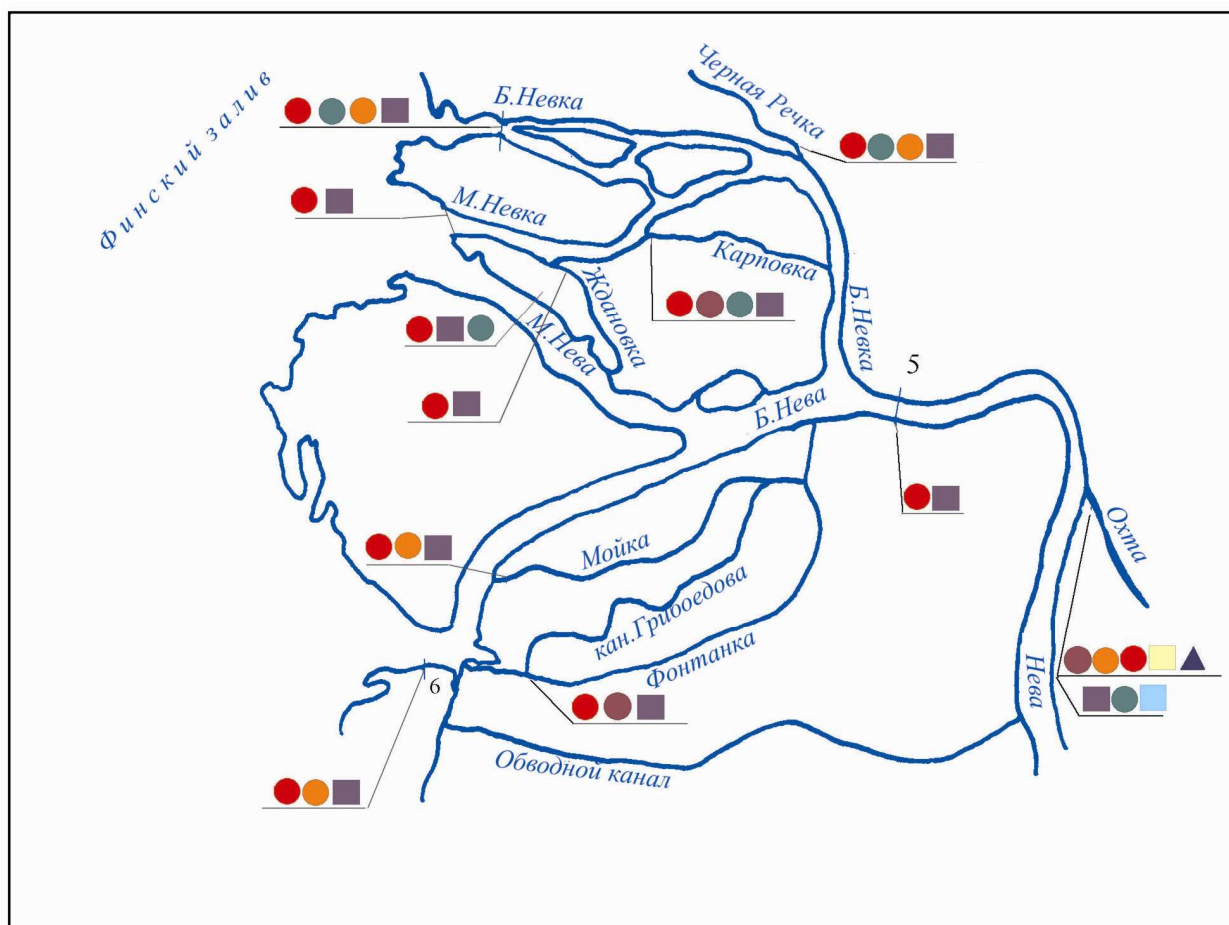 Финский залив
Б.Невка
Черная Речка
М.Невка
Карповка
Ждановка
М.Нева
Б.Невка
5
Б.Нева
Охта
Мойка
кан.Грибоедова
Фонтанка
Нева
6
Обводной канал